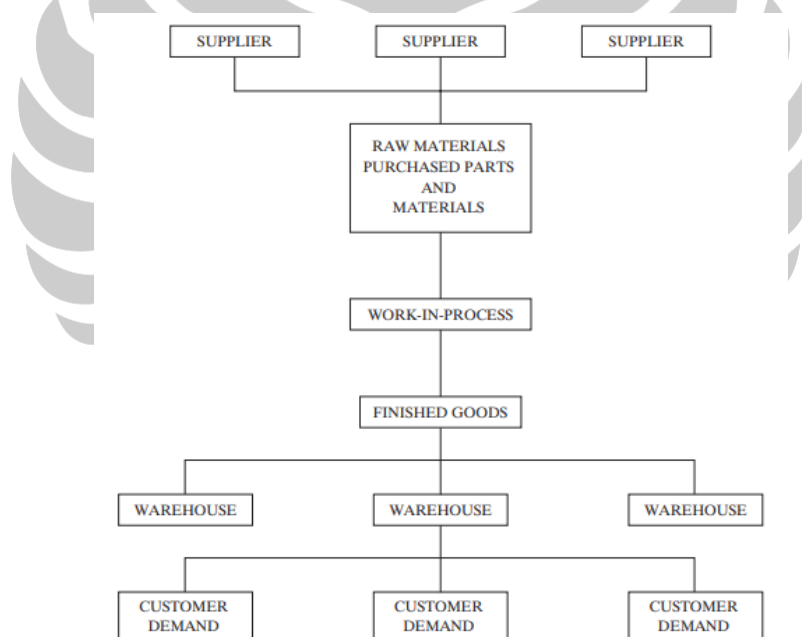 SUPPLIER
SUPPLIER
SUPPLIER
RAW MATERIALS
PURCHASED PARTS
AND
MATERIALS
WORK-IN-PROCESS
FINISHED GOODS
WAREHOUSE
WAREHOUSE
WAREHOUSE
CUSTOMER
DEMAND
CUSTOMER
DEMAND
CUSTOMER
DEMAND